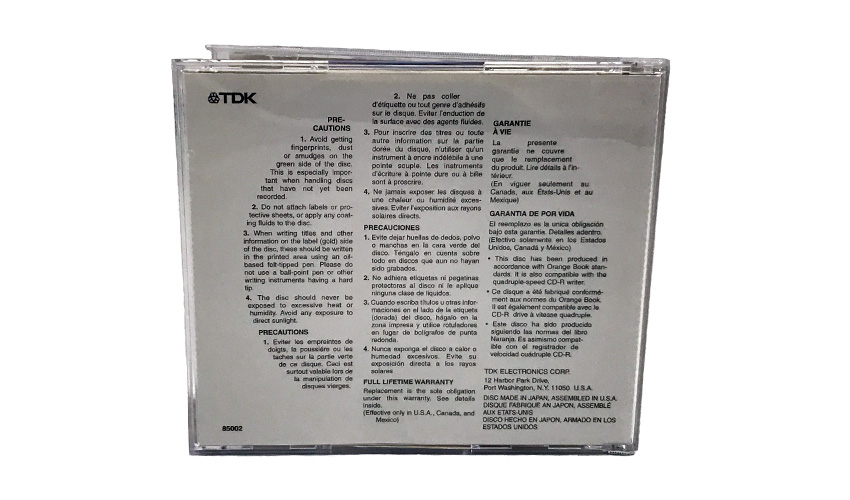 TDK
PRE-
CAUTIONS
1. Avoid getting
fingerprints, dust
or smudges on the
green side of the disc.
This is especially impor-
tant when handling discs
that have not yet been
recorded.
2. Do not attach labels or pro-
tective sheets, or apply any coat-
ing fluids to the disc.
3. When writing titles and other
information on the label (gold) side
of the disc, these should be written
in the printed area using an oil-
based felt-tipped pen. Please do
not use a ball-point pen or other
writing instruments having a hard
tip.
4. The disc should never be
exposed to excessive heat or
humidity. Avoid any exposure to
direct sunlight.
PRECAUTIONS
1. Eviter les empreintes de
doigts, la poussière ou les
taches sur la partie verte
de ce disque. Ceci est
surtout valable lors de
la manipulation de
disques vierges.
85002
2. Ne pas coller
d'étiquette ou tout genre d'adhésifs
sur le disque. Eviter l'enduction de
la surface avec des agents fluides.
3. Pour inscrire des titres ou toute
autre information sur la partie
dorée du disque, n'utiliser qu'un
instrument à encre indélébile à une
pointe souple. Les instruments
d'écriture à pointe dure ou à bille
sont à proscrire.
4. Ne jamais exposer les disques à
une chaleur ou humidité exces-
sives. Eviter l'exposition aux rayons
solaires directs.
PRECAUCIONES
1. Evite dejar huellas de dedos, polvo
o manchas en la cara verde del
disco. Téngalo en cuenta sobre
todo en discos que aun no hayan
sido grabados.
2. No adhiera etiquetas ni pegatinas
protectoras al disco ni le aplique
ninguna clase de líquidos.
3. Cuando escriba títulos u otras infor-
maciones en el lado de la etiqueta
(dorada) del disco, hágalo en la
zona impresa y utilice rotuladores
en lugar de bolígrafos de punta
redonda.
4. Nunca exponga el disco a calor o
humedad excesivos. Evite su
exposición directa a los rayos
solares
FULL LIFETIME WARRANTY
Replacement is the sole obligation
under this warranty. See details
inside.
(Effective only in U.S.A., Canada, and
Mexico)
GARANTIE
À VIE
La presente
garantie ne couvre
que le remplacement
du produit. Lire détails à l'in-
térieur.
(En viguer seulement au
Canada, aux États-Unis et au
Mexique)
GARANTIA DE POR VIDA
El reemplazo es la unica obligación
bajo esta garantia. Detalles adentro.
(Efectivo solamente en los Estados
Unidos, Canadá y México)
• This disc has been produced in
accordance with Orange Book stan-
dards. It is also compatible with the
quadruple-speed CD-R writer.
• Ce disque a été fabriqué conformé-
ment aux normes du Orange Book.
Il est également compatible avec le
CD-R drive à vitease quadruple.
• Este disco ha sido producido
siguiendo las normes del libro
Naranja. Es asimismo compat-
ible con el registrador de
velocidad cuádruple CD-R.
TDK ELECTRONICS CORP.
12 Harbor Park Drive,
Port Washington, N.Y. 11050 U.S.A.
DISC MADE IN JAPAN, ASSEMBLED IN U.S.A.
DISQUE FABRIQUÉ AN JAPON, ASSEMBLÉ
AUX ETATS-UNIS
DISCO HECHO EN JAPON, ARMADO EN LOS
ESTADOS UNIDOS